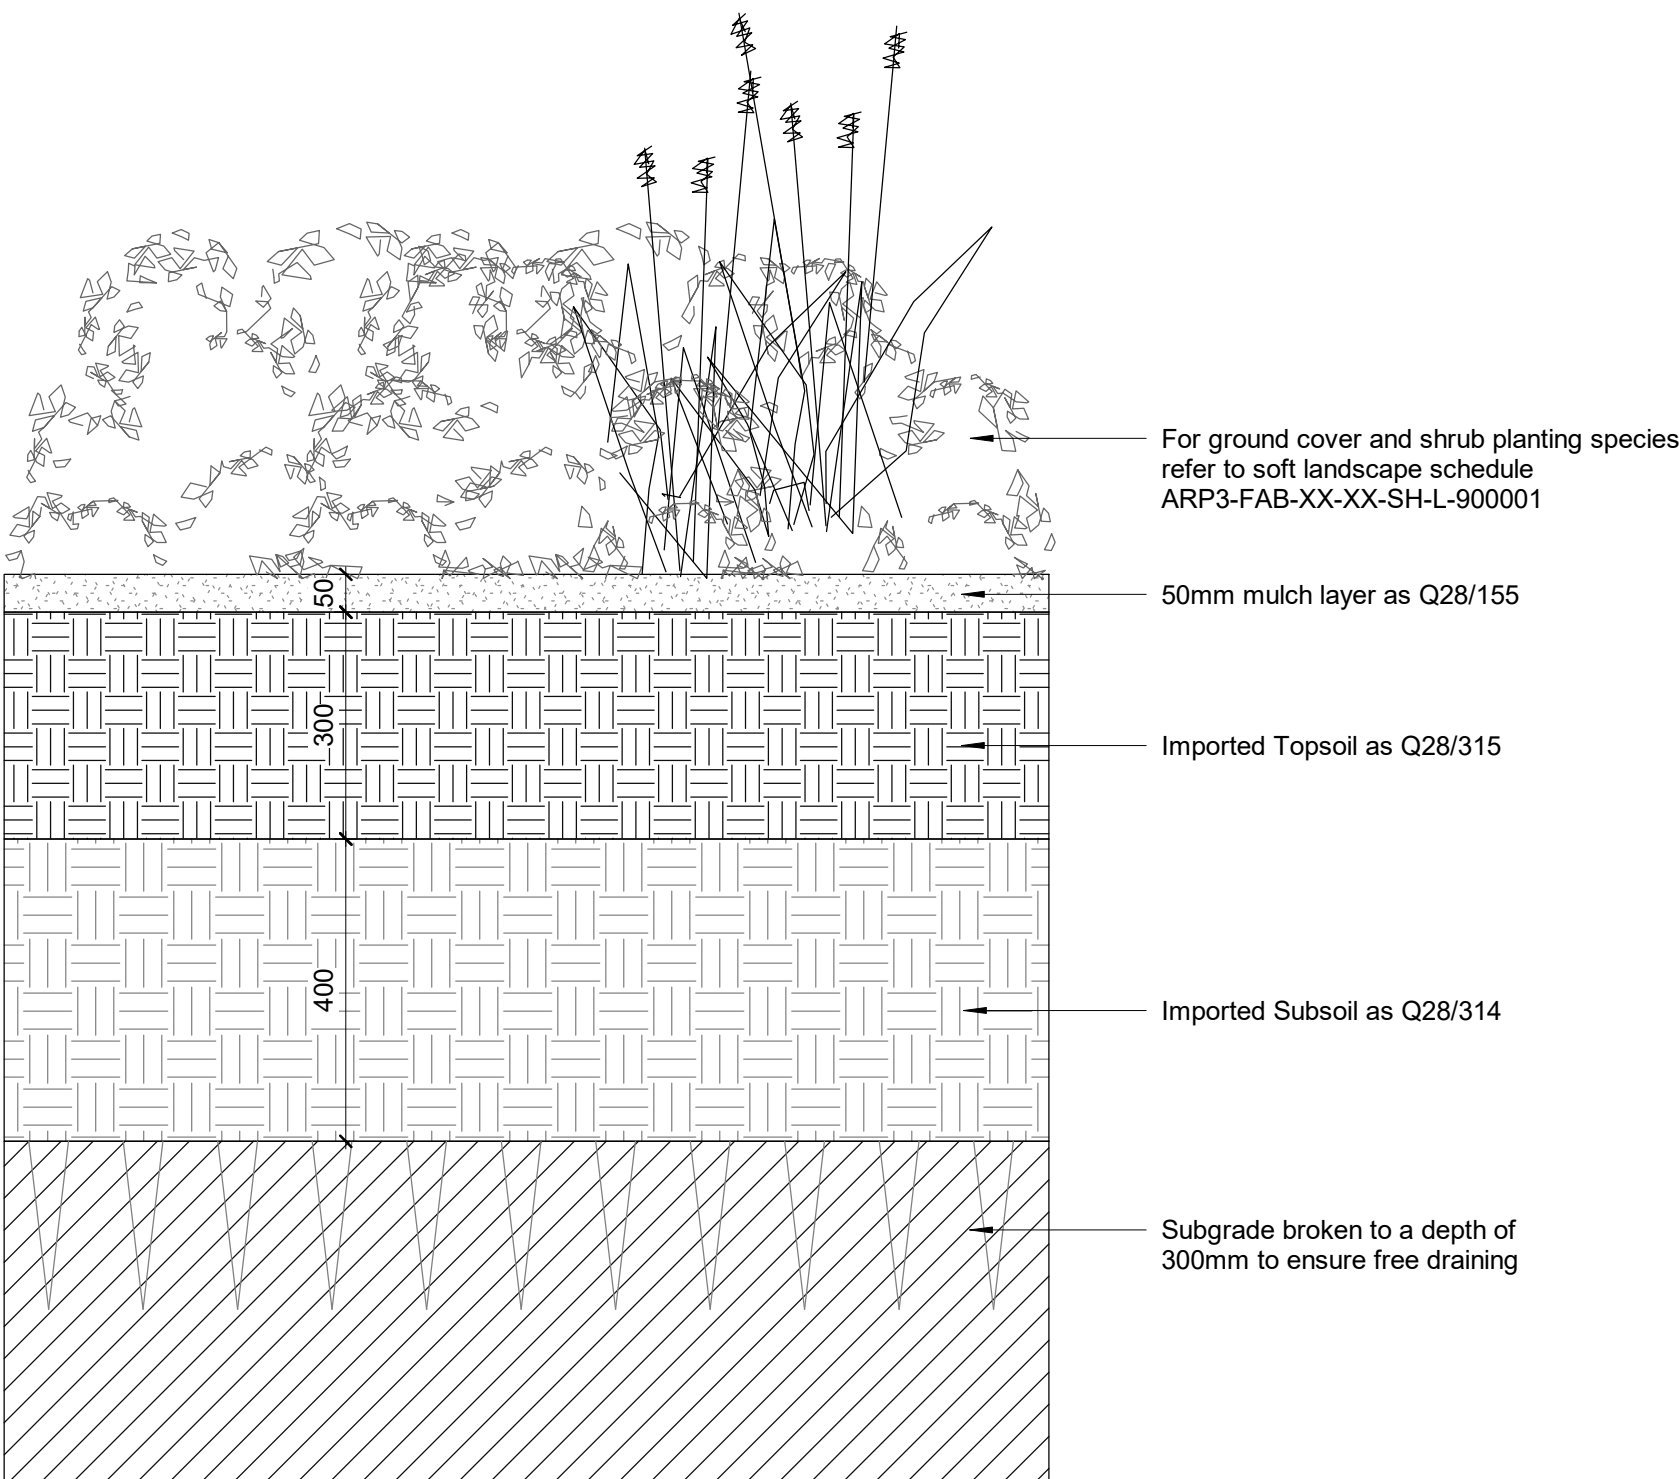 For ground cover and shrub planting species
refer to soft landscape schedule
ARP3-FAB-XX-XX-SH-L-900001
50
50mm mulch layer as Q28/155
300
Imported Topsoil as Q28/315
400
Imported Subsoil as Q28/314
Subgrade broken to a depth of
300mm to ensure free draining